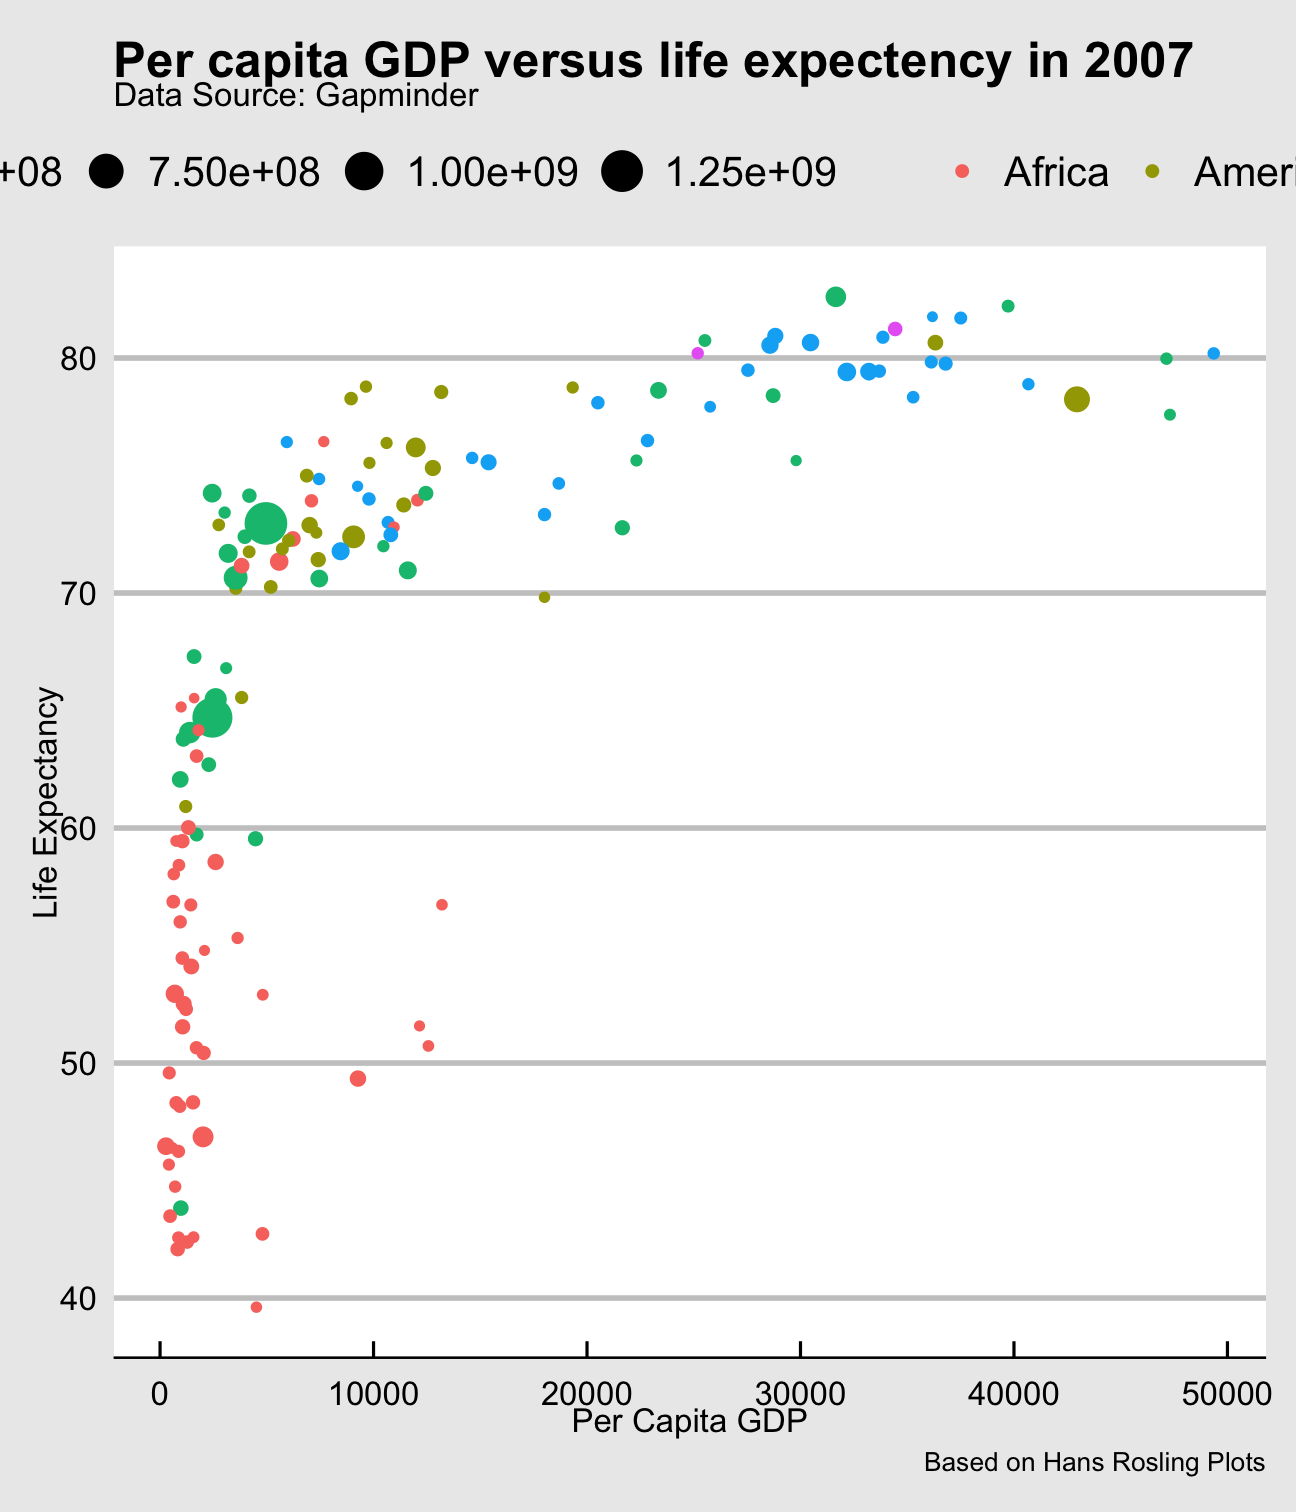 Per capita GDP versus life expectency in 2007
Data Source: Gapminder
+08 7.50e+08 1.00e+09 1.25e+09 Africa Ameri
80
70
60
50
40
Life Expectancy
0 10000 20000 30000 40000 50000
Per Capita GDP
Based on Hans Rosling Plots